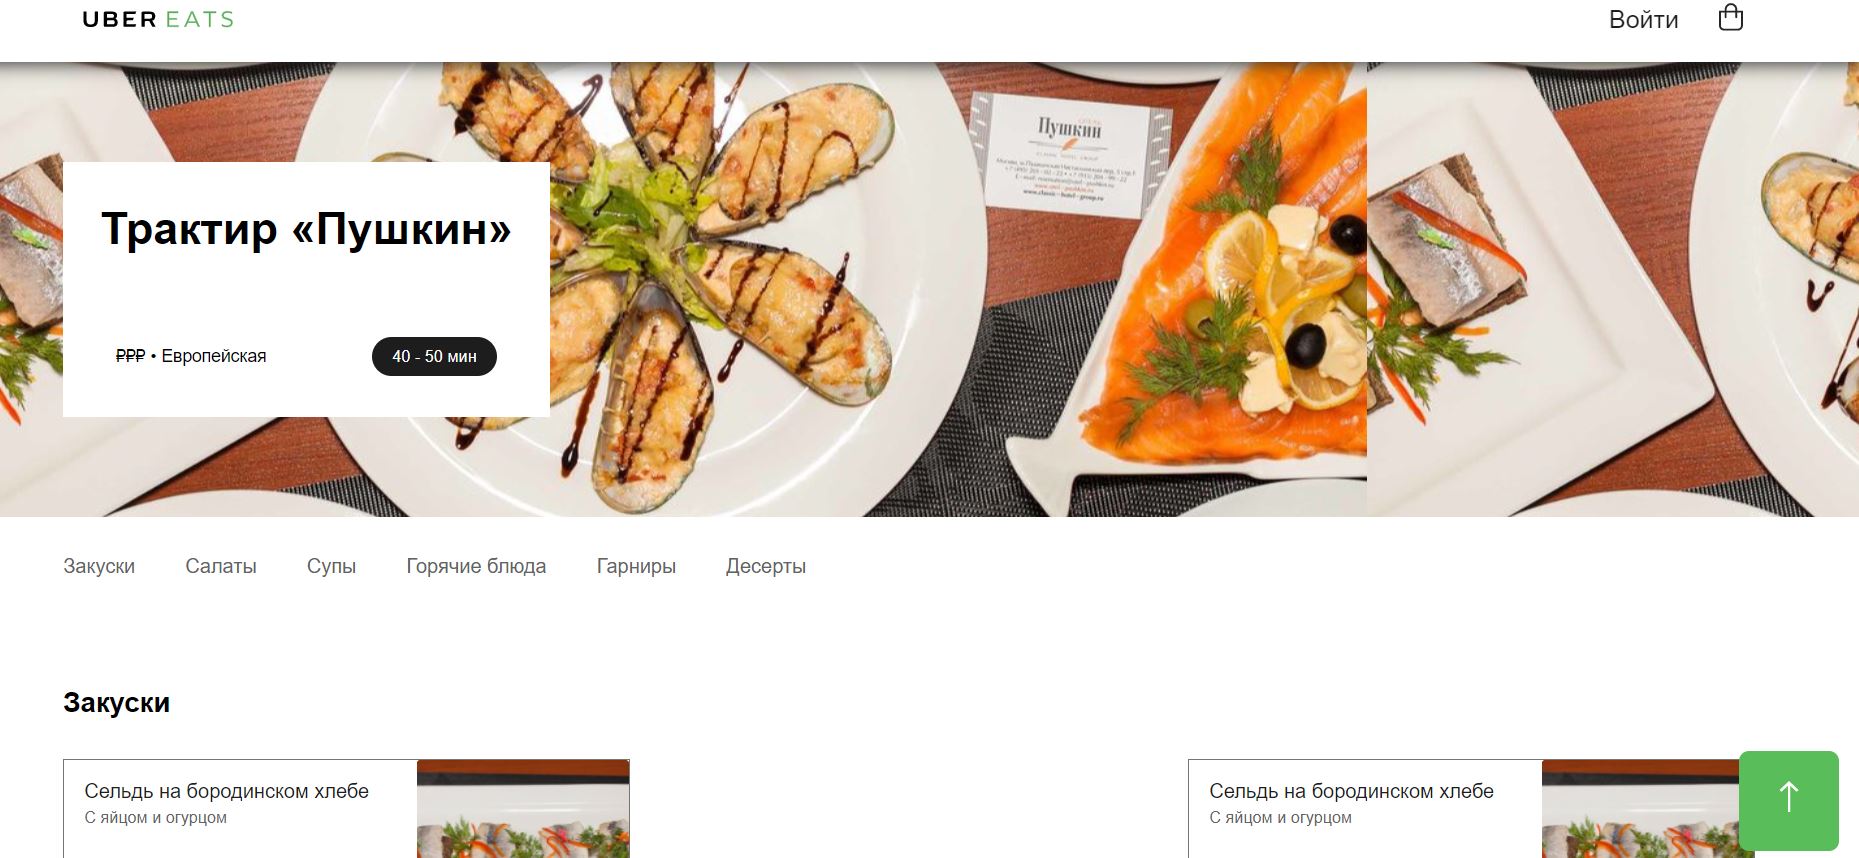 UBER EATS
Войти
Пушкин
Трактир «Пушкин»
₽₽₽ • Европейская
40 - 50 мин
Закуски
Салаты
Супы
Горячие блюда
Гарниры
Десерты
Закуски
Сельдь на бородинском хлебе
С яйцом и огурцом
Сельдь на бородинском хлебе
С яйцом и огурцом